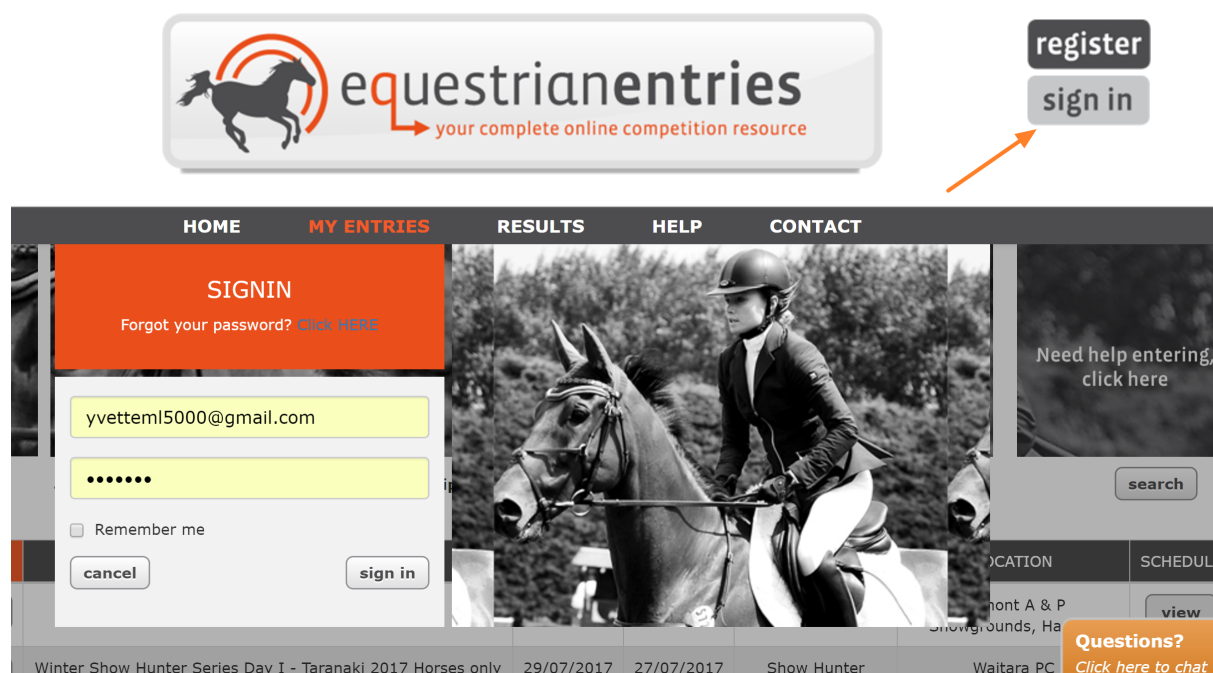 equestrianentries
your complete online competition resource
register
sign in
HOME MY ENTRIES RESULTS HELP CONTACT
SIGNIN
Forgot your password? Click HERE
yvetteml5000@gmail.com
•••••••
Remember me
cancel sign in
Need help entering,
click here
search
OCATION SCHEDUL
mont A & P
Showgrounds, Ha
view
Winter Show Hunter Series Day I - Taranaki 2017 Horses only 29/07/2017 27/07/2017 Show Hunter Waitara PC
Questions?
Click here to chat